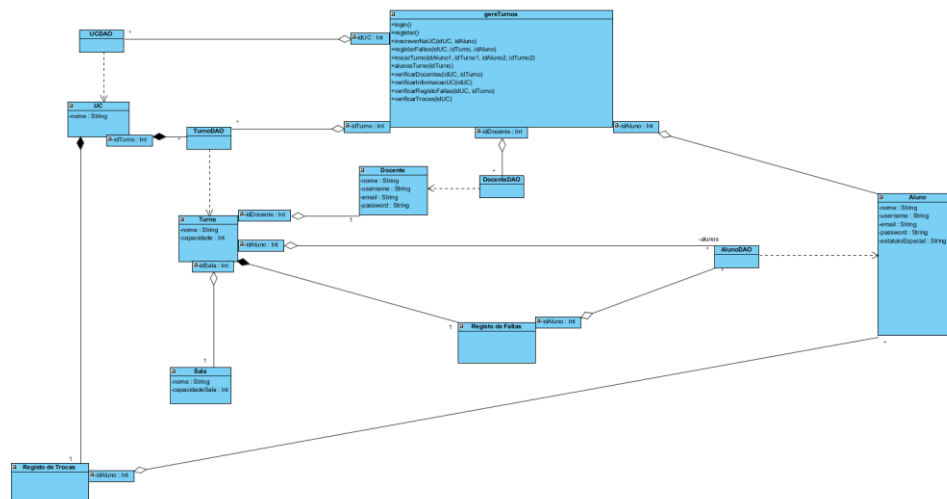 gereTurnos
+login()
+register()
+inscreverNaUC(idUC, idAluno)
+registerFaltas(idUC, idTurno, idAluno)
+trocarTurno(idAluno1, idTurno1, idAluno2, idTurno2)
+alunosTurno(idTurno)
+verificarDocentes(idUC, idTurno)
+verificarInformacaoUC(idUC)
+verificarRegistoFaltas(idUC, idTurno)
+verificarTrocas(idUC)
UCDAO
*
-idUC : Int
UC
-nome : String
-idTurno : Int
*
TurnoDAO
*
-idTurno : Int
-idDocente : Int
-idAluno : Int
Docente
-nome : String
-username : String
-email : String
-password : String
*
DocenteDAO
Aluno
-nome : String
-username : String
-email : String
-password : String
-estatutoEspecial : String
Turno
-nome : String
-capacidade : Int
-idDocente : Int
1
-idAluno : Int
-idSala : Int
-alunos
*
AlunoDAO
*
1
Registo de Faltas
-idAluno : Int
1
Sala
-nome : String
-capacidadeSala : Int
*
1
Registo de Trocas
-idAluno : Int